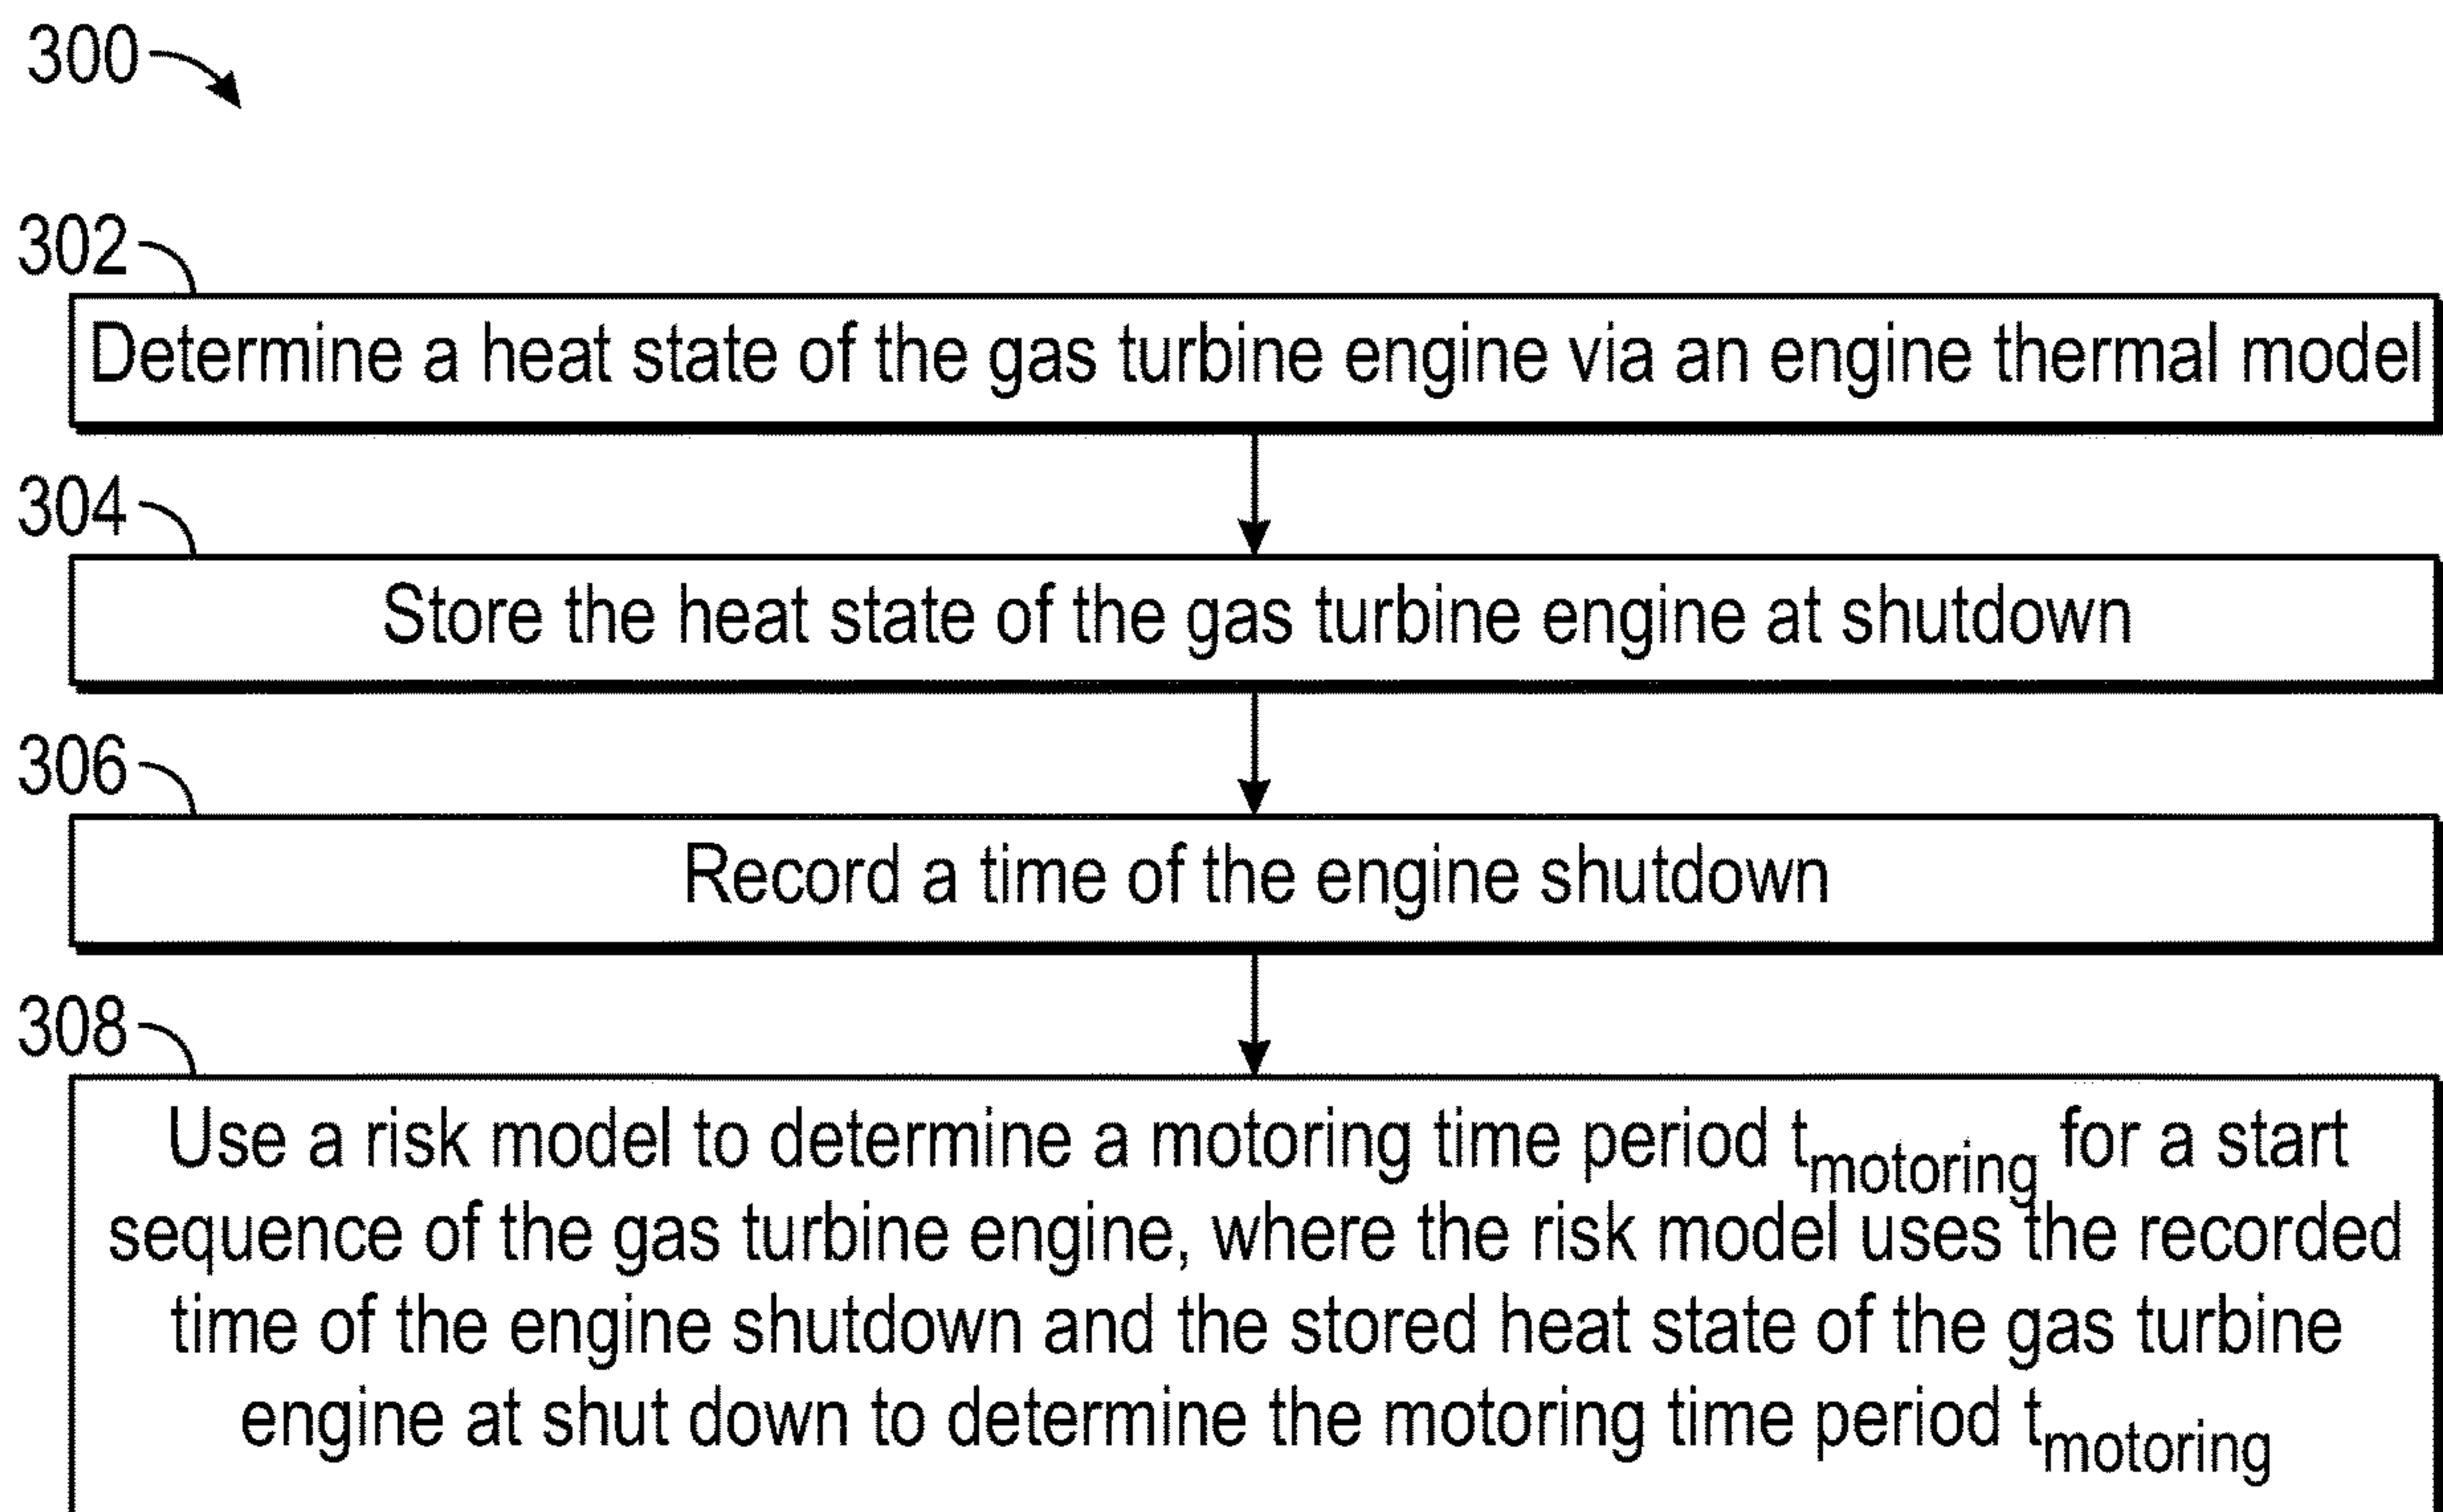 300
302
Determine a heat state of the gas turbine engine via an engine thermal model
304
Store the heat state of the gas turbine engine at shutdown
306
Record a time of the engine shutdown
308
Use a risk model to determine a motoring time period tmotoring for a start
sequence of the gas turbine engine, where the risk model uses the recorded
time of the engine shutdown and the stored heat state of the gas turbine
engine at shut down to determine the motoring time period tmotoring